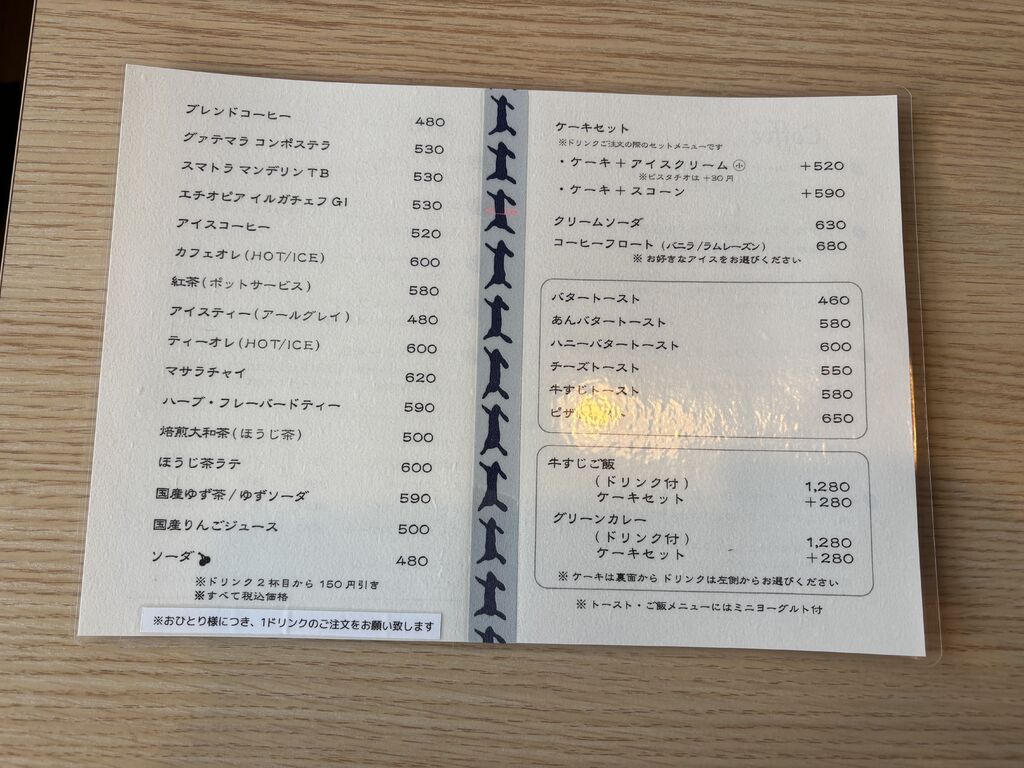 ブレンドコーヒー 480
グァテマラ コンポステラ 530
スマトラ マンデリンTB 530
エチオピア イルガチェフG1 530
アイスコーヒー 520
カフェオレ(HOT/ICE) 600
紅茶(ポットサービス) 580
アイスティー(アールグレイ) 480
ティーオレ(HOT/ICE) 600
マサラチャイ 620
ハーブ・フレーバードティー 590
焙煎大和茶(ほうじ茶) 500
ほうじ茶ラテ 600
国産ゆず茶/ゆずソーダ 590
国産りんごジュース 500
ソーダ 480
※ドリンク2杯目から150円引き
※すべて税込価格
※おひとり様につき、1ドリンクのご注文をお願い致します
ケーキセット
※ドリンクご注文の際のセットメニューです
・ケーキ+アイスクリーム 小 +520
※ピスタチオは+30円
・ケーキ+スコーン +590
クリームソーダ 630
コーヒーフロート(バニラ/ラムレーズン) 680
※ お好きなアイスをお選びください
バタートースト 460
あんバタートースト 580
ハニーバタートースト 600
チーズトースト 550
牛すじトースト 580
ピザ 650
牛すじご飯
(ドリンク付) 1,280
ケーキセット +280
グリーンカレー
(ドリンク付) 1,280
ケーキセット +280
※ ケーキは裏面から ドリンクは左側からお選びください
※ トースト・ご飯メニューにはミニヨーグルト付